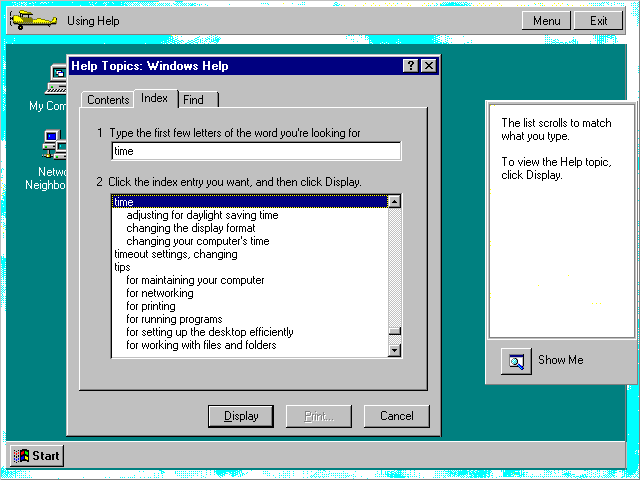 Using Help
Menu
Exit
My Com
Netwo
Neighbo
Help Topics: Windows Help
Contents
Index
Find
1 Type the first few letters of the word you're looking for
time
2 Click the index entry you want, and then click Display.
time
adjusting for daylight saving time
changing the display format
changing your computer's time
timeout settings, changing
tips
for maintaining your computer
for networking
for printing
for running programs
for setting up the desktop efficiently
for working with files and folders
Display
Print...
Cancel
The list scrolls to match
what you type.
To view the Help topic,
click Display.
Show Me
Start